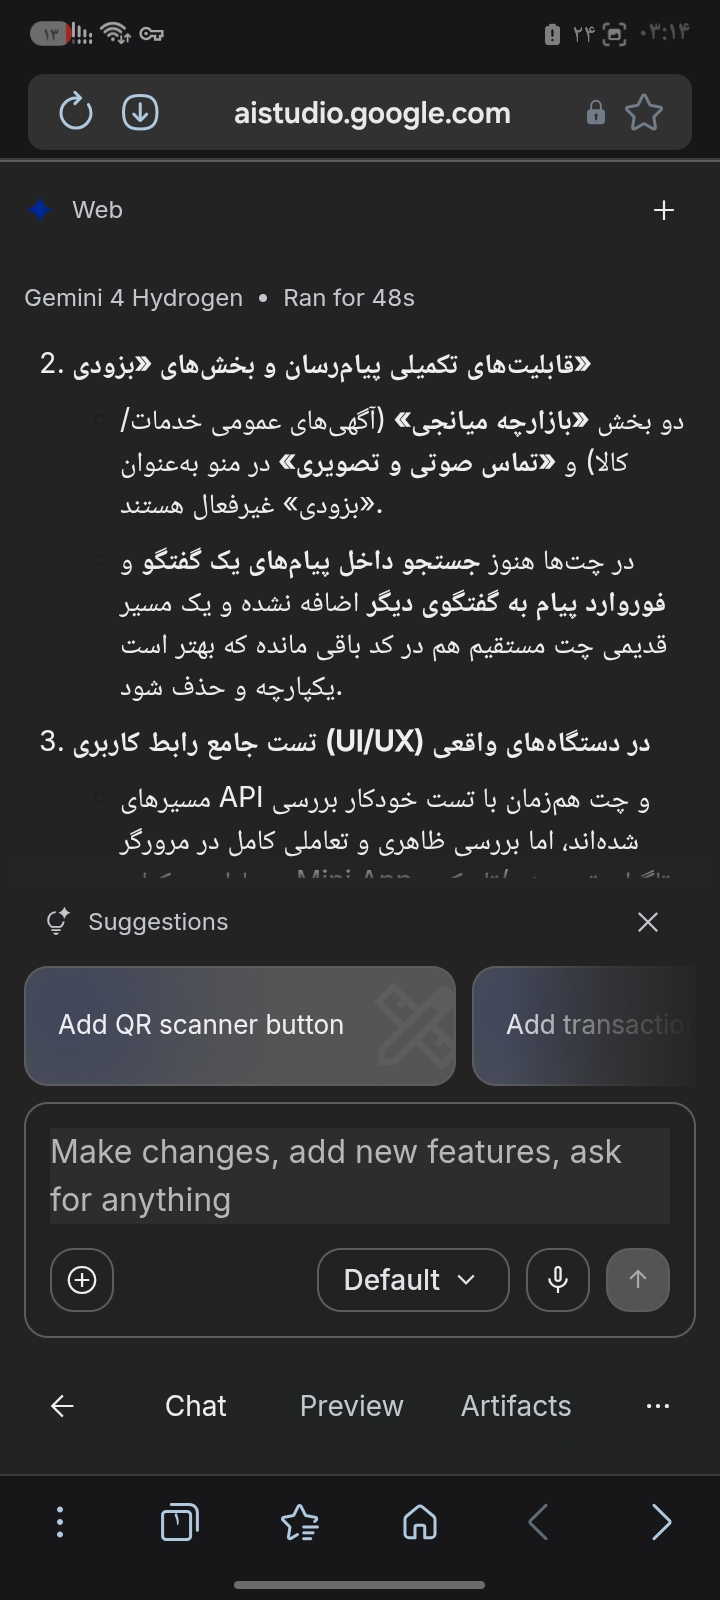 ۱۳
۲۴
۰۳:۱۴
aistudio.google.com
Web
Gemini 4 Hydrogen • Ran for 48s
2. قابلیت‌های تکمیلی پیام‌رسان و بخش‌های «بزودی»
دو بخش «بازارچه میانجی» (آگهی‌های عمومی خدمات/
کالا) و «تماس صوتی و تصویری» در منو به‌عنوان
«بزودی» غیرفعال هستند.
در چت‌ها هنوز جستجو داخل پیام‌های یک گفتگو و
فوروارد پیام به گفتگوی دیگر اضافه نشده و یک مسیر
قدیمی چت مستقیم هم در کد باقی مانده که بهتر است
یکپارچه و حذف شود.
3. تست جامع رابط کاربری (UI/UX) در دستگاه‌های واقعی
مسیرهای API و چت هم‌زمان با تست خودکار بررسی
شده‌اند، اما بررسی ظاهری و تعاملی کامل در مرورگر
Mini App
Suggestions
Add QR scanner button
Add transaction
Make changes, add new features, ask
for anything
Default
Chat
Preview
Artifacts